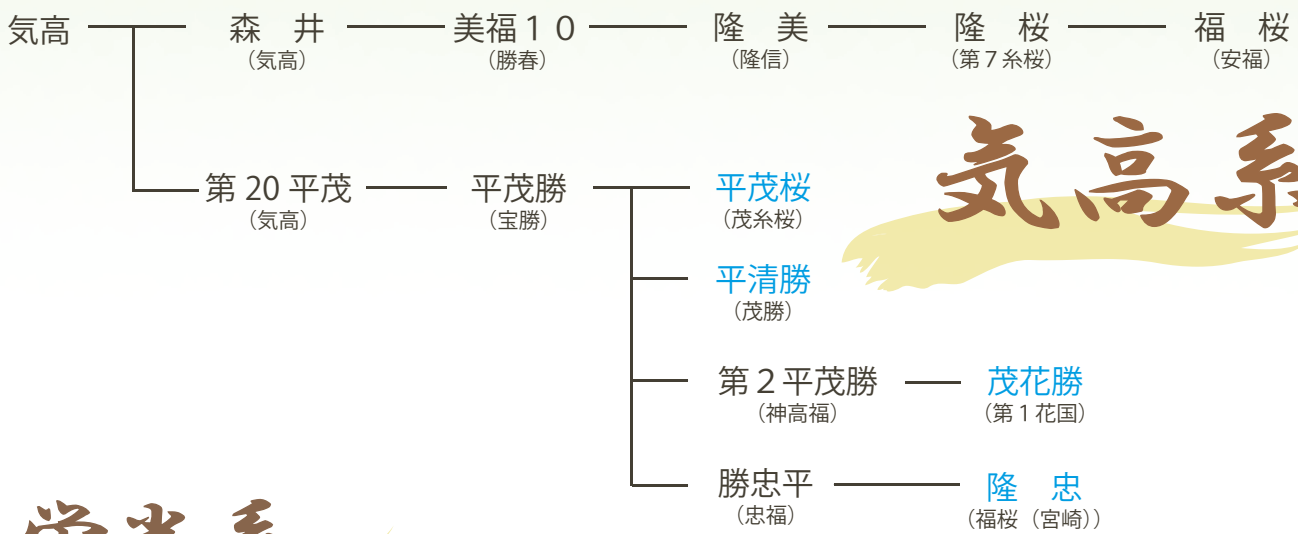 気高 森　井 美福１０ 隆　美 隆　桜 福　桜
（気高） （勝春） （隆信） （第７糸桜） （安福）
気高系
第 20 平茂 平茂勝 平茂桜
（気高） （宝勝） （茂糸桜）
平清勝
（茂勝）
第２平茂勝 茂花勝
（神高福） （第１花国）
勝忠平 隆　忠
（忠福） （福桜（宮崎））